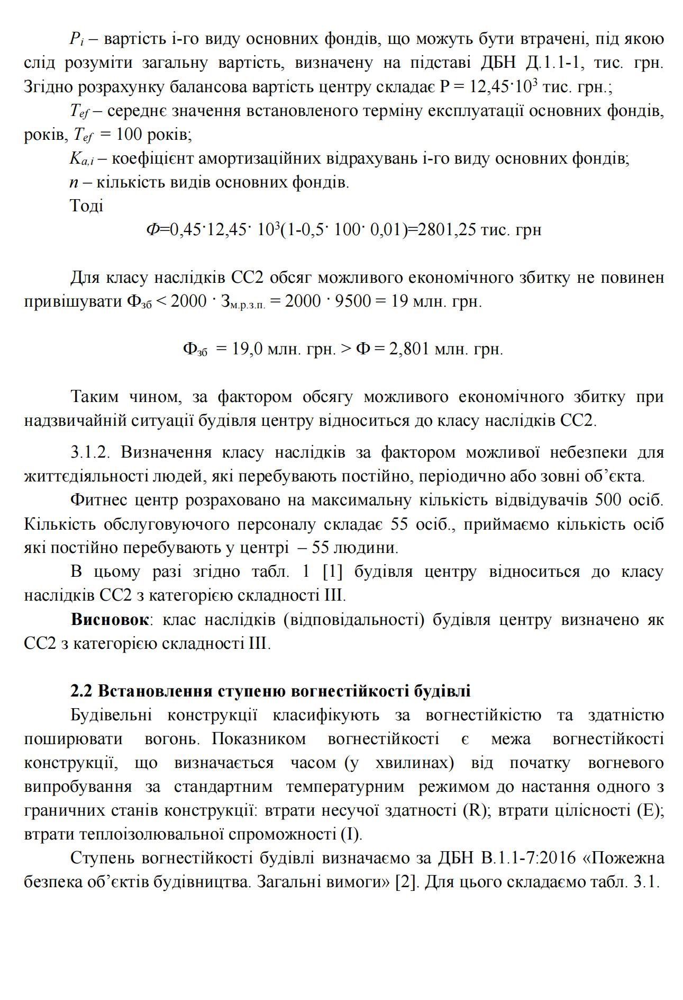 Pi – вартість і-го виду основних фондів, що можуть бути втрачені, під якою
слід розуміти загальну вартість, визначену на підставі ДБН Д.1.1-1, тис. грн.
Згідно розрахунку балансова вартість центру складає Р = 12,45·10³ тис. грн.;
Tef – середнє значення встановленого терміну експлуатації основних фондів,
років, Tef = 100 років;
Ka,i – коефіцієнт амортизаційних відрахувань і-го виду основних фондів;
n – кількість видів основних фондів.
Тоді
Ф=0,45·12,45· 10³(1-0,5· 100· 0,01)=2801,25 тис. грн
Для класу наслідків СС2 обсяг можливого економічного збитку не повинен
привішувати Фзб < 2000 · Зм.р.з.п. = 2000 · 9500 = 19 млн. грн.
Фзб = 19,0 млн. грн. > Ф = 2,801 млн. грн.
Таким чином, за фактором обсягу можливого економічного збитку при
надзвичайній ситуації будівля центру відноситься до класу наслідків СС2.
3.1.2. Визначення класу наслідків за фактором можливої небезпеки для
життєдіяльності людей, які перебувають постійно, періодично або зовні об’єкта.
Фитнес центр розраховано на максимальну кількість відвідувачів 500 осіб.
Кількість обслуговуючого персоналу складає 55 осіб., приймаємо кількість осіб
які постійно перебувають у центрі – 55 людини.
В цьому разі згідно табл. 1 [1] будівля центру відноситься до класу
наслідків СС2 з категорією складності ІІІ.
Висновок: клас наслідків (відповідальності) будівля центру визначено як
СС2 з категорією складності ІІІ.
2.2 Встановлення ступеню вогнестійкості будівлі
Будівельні конструкції класифікують за вогнестійкістю та здатністю
поширювати вогонь. Показником вогнестійкості є межа вогнестійкості
конструкції, що визначається часом (у хвилинах) від початку вогневого
випробування за стандартним температурним режимом до настання одного з
граничних станів конструкції: втрати несучої здатності (R); втрати цілісності (Е);
втрати теплоізолювальної спроможності (І).
Ступень вогнестійкості будівлі визначаємо за ДБН В.1.1-7:2016 «Пожежна
безпека об’єктів будівництва. Загальні вимоги» [2]. Для цього складаємо табл. 3.1.